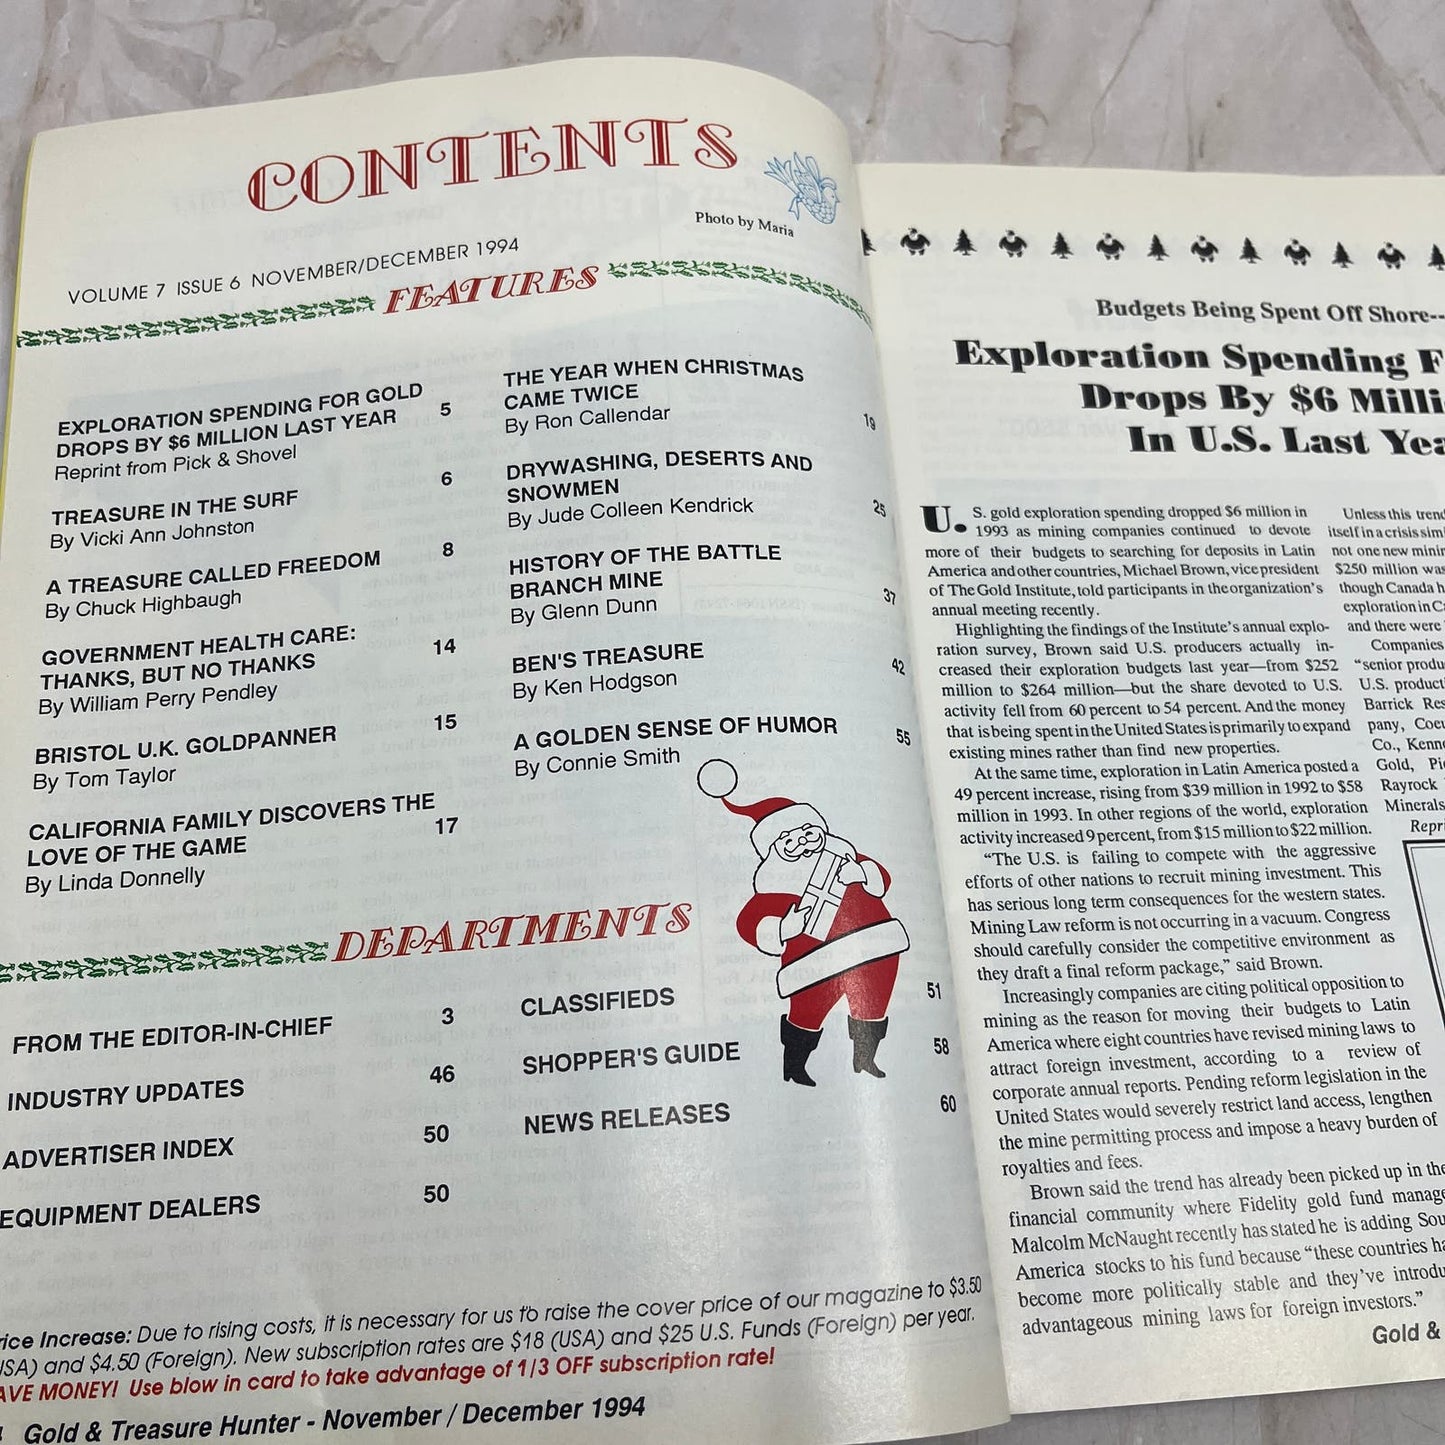 CONTENTS
Photo by Maria
VOLUME 7 ISSUE 6 NOVEMBER/DECEMBER 1994
FEATURES
EXPLORATION SPENDING FOR GOLD
DROPS BY $6 MILLION LAST YEAR 5
Reprint from Pick & Shovel
TREASURE IN THE SURF 6
By Vicki Ann Johnston
A TREASURE CALLED FREEDOM 8
By Chuck Highbaugh
GOVERNMENT HEALTH CARE:
THANKS, BUT NO THANKS 14
By William Perry Pendley
BRISTOL U.K. GOLDPANNER 15
By Tom Taylor
CALIFORNIA FAMILY DISCOVERS THE
LOVE OF THE GAME 17
By Linda Donnelly
THE YEAR WHEN CHRISTMAS
CAME TWICE 19
By Ron Callendar
DRYWASHING, DESERTS AND
SNOWMEN 25
By Jude Colleen Kendrick
HISTORY OF THE BATTLE
BRANCH MINE 37
By Glenn Dunn
BEN'S TREASURE 42
By Ken Hodgson
A GOLDEN SENSE OF HUMOR 55
By Connie Smith
DEPARTMENTS
FROM THE EDITOR-IN-CHIEF 3
INDUSTRY UPDATES 46
ADVERTISER INDEX 50
EQUIPMENT DEALERS 50
CLASSIFIEDS 51
SHOPPER'S GUIDE 58
NEWS RELEASES 60
rice Increase: Due to rising costs, it is necessary for us to raise the cover price of our magazine to $3.50
USA) and $4.50 (Foreign). New subscription rates are $18 (USA) and $25 U.S. Funds (Foreign) per year.
AVE MONEY! Use blow in card to take advantage of 1/3 OFF subscription rate!
Gold & Treasure Hunter - November / December 1994
Budgets Being Spent Off Shore--
Exploration Spending F
Drops By $6 Milli
In U.S. Last Yea
U.S. gold exploration spending dropped $6 million in
1993 as mining companies continued to devote
more of their budgets to searching for deposits in Latin
America and other countries, Michael Brown, vice president
of The Gold Institute, told participants in the organization's
annual meeting recently.
Highlighting the findings of the Institute's annual explo-
ration survey, Brown said U.S. producers actually in-
creased their exploration budgets last year—from $252
million to $264 million—but the share devoted to U.S.
activity fell from 60 percent to 54 percent. And the money
that is being spent in the United States is primarily to expand
existing mines rather than find new properties.
At the same time, exploration in Latin America posted a
49 percent increase, rising from $39 million in 1992 to $58
million in 1993. In other regions of the world, exploration
activity increased 9 percent, from $15 million to $22 million.
"The U.S. is failing to compete with the aggressive
efforts of other nations to recruit mining investment. This
has serious long term consequences for the western states.
Mining Law reform is not occurring in a vacuum. Congress
should carefully consider the competitive environment as
they draft a final reform package," said Brown.
Increasingly companies are citing political opposition to
mining as the reason for moving their budgets to Latin
America where eight countries have revised mining laws to
attract foreign investment, according to a review of
corporate annual reports. Pending reform legislation in the
United States would severely restrict land access, lengthen
the mine permitting process and impose a heavy burden of
royalties and fees.
Brown said the trend has already been picked up in the
financial community where Fidelity gold fund manage
Malcolm McNaught recently has stated he is adding Sou
America stocks to his fund because "these countries ha
become more politically stable and they've introdu
advantageous mining laws for foreign investors."
Unless this trend
itself in a crisis sim
not one new minin
$250 million was
though Canada h
exploration in Ca
and there were
Companies
"senior produ
U.S. product
Barrick Res
pany, Coeu
Co., Kenne
Gold, Pi
Rayrock
Minerals
Repri
Gold &